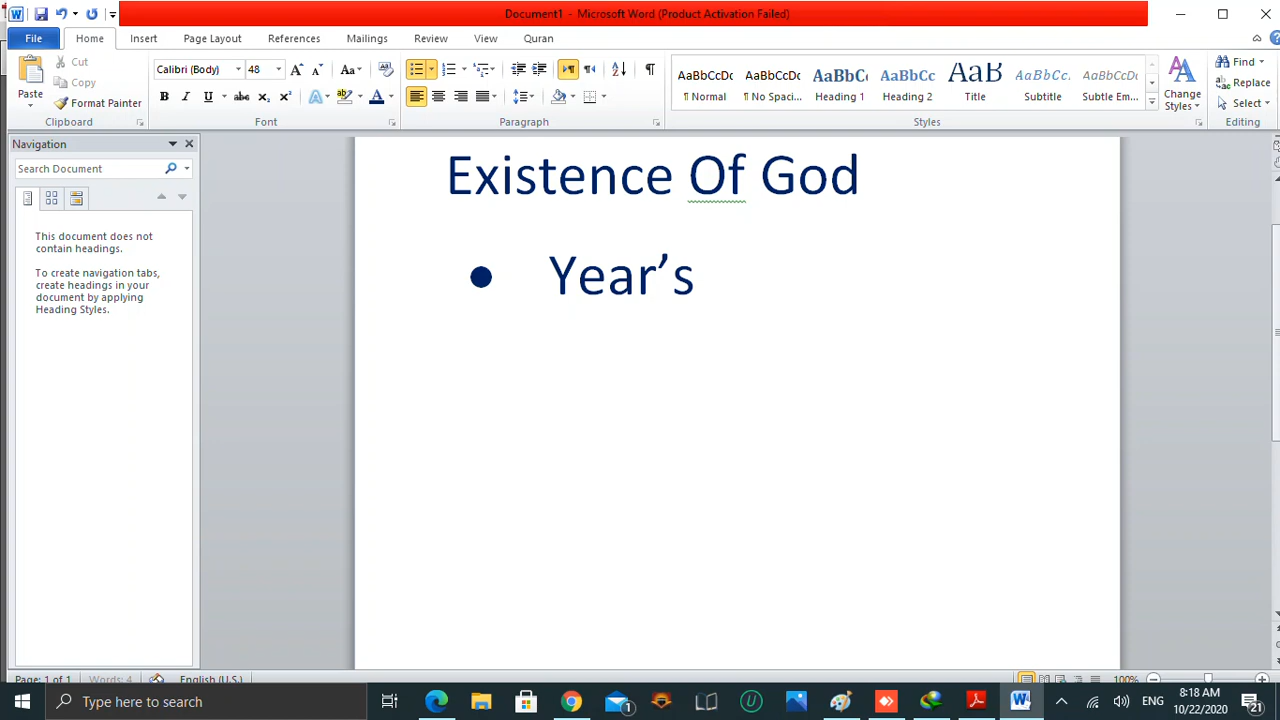 Document1 - Microsoft Word (Product Activation Failed)
File Home Insert Page Layout References Mailings Review View Quran
Paste
Cut
Copy
Format Painter
Clipboard
Calibri (Body) 48
Font
Paragraph
AaBbCcDc AaBbCcDc AaBbCc AaBbCc AaB AaBbCc. AaBbCcDc
¶ Normal ¶ No Spaci... Heading 1 Heading 2 Title Subtitle Subtle Em...
Styles
Change Styles
Find
Replace
Select
Editing
Navigation
Search Document
This document does not
contain headings.
To create navigation tabs,
create headings in your
document by applying
Heading Styles.
Existence Of God
• Year’s
Page: 1 of 1 Words: 4 English (U.S.) 100%
Type here to search
1
ENG
8:18 AM
10/22/2020
21